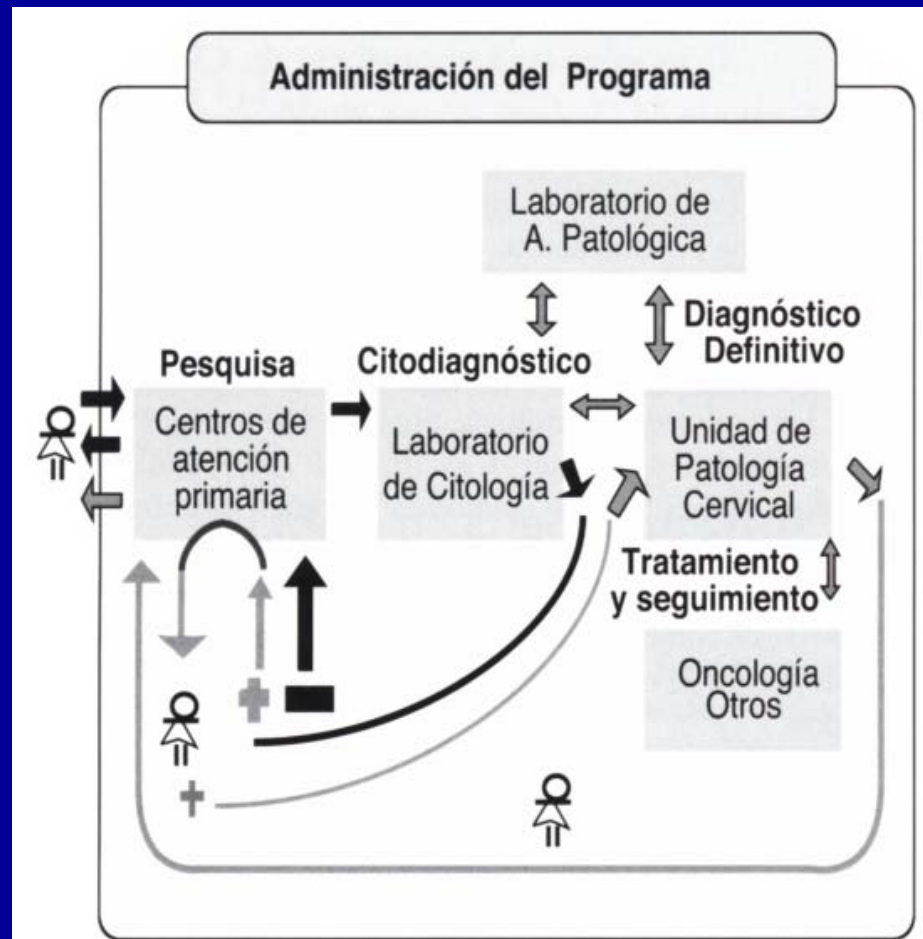 Administración del Programa
Laboratorio de
A. Patológica
Diagnóstico
Definitivo
Pesquisa
Citodiagnóstico
Centros de
atención
primaria
Laboratorio
de Citología
Unidad de
Patología
Cervical
Tratamiento
y seguimiento
Oncología
Otros